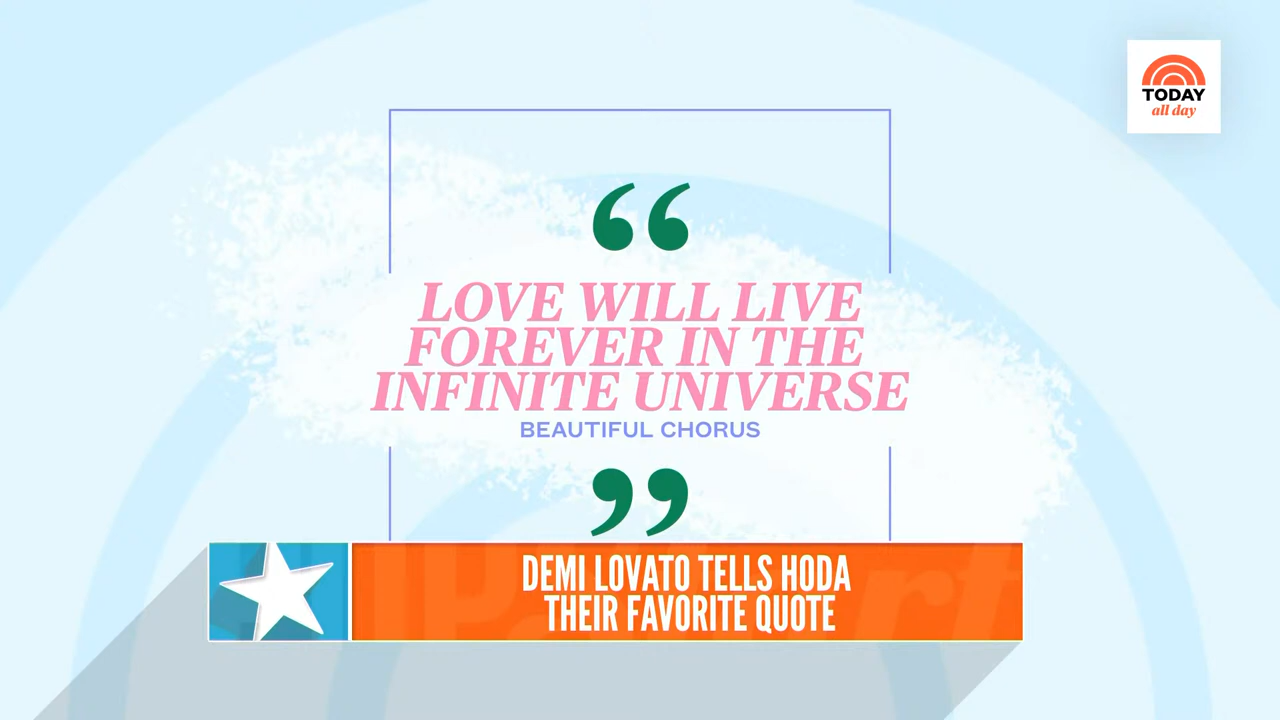 TODAY
all day
“
LOVE WILL LIVE
FOREVER IN THE
INFINITE UNIVERSE
BEAUTIFUL CHORUS
”
DEMI LOVATO TELLS HODA
THEIR FAVORITE QUOTE